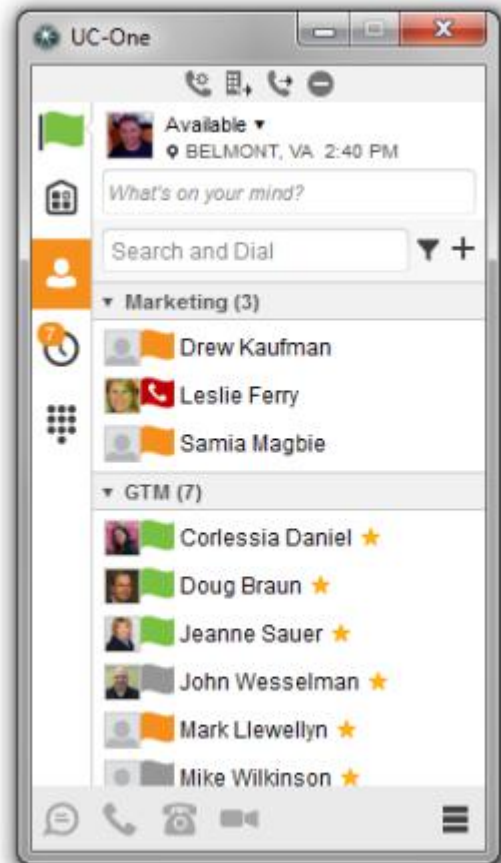 UC-One
Available
BELMONT, VA 2:40 PM
What's on your mind?
Search and Dial
Marketing (3)
Drew Kaufman
7
Leslie Ferry
Samia Magbie
GTM (7)
Corlessia Daniel
Doug Braun
Jeanne Sauer
John Wesselman
Mark Llewellyn
Mike Wilkinson